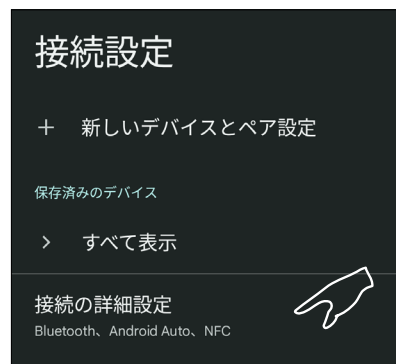 接続設定
+ 新しいデバイスとペア設定
保存済みのデバイス
> すべて表示
接続の詳細設定
Bluetooth、Android Auto、NFC